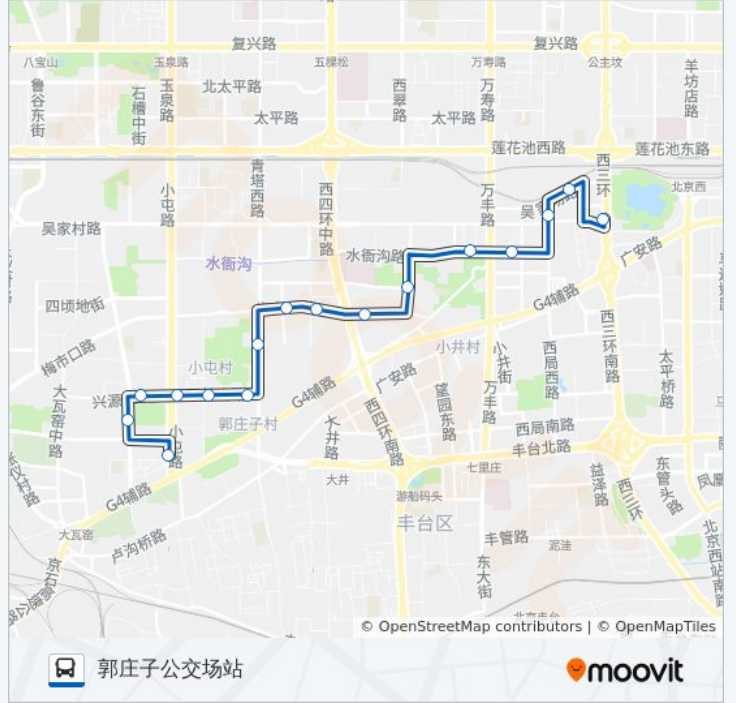 复兴路
复兴路
八宝山
玉泉路
五棵松
万寿路
公主坟
鲁谷东街
石槽中街
玉泉路
北太平路
西翠路
万寿路
羊坊店路
太平路
太平路
莲花池西路
莲花池东路
西三环
青塔西路
小屯路
西四环中路
万丰路
北京西
吴家村路
水衙沟
水衙沟路
广安路
四顷地街
G4辅路
梅市口路
小屯村
小井村
小井街
西局西路
西三环南路
太平桥路
大瓦窑中路
兴源
G4辅路
广安路
望园东路
万丰路
郭庄子村
小屯路
大井路
西四环南路
西局南路
丰台北路
七里庄
大井
益泽路
西三环
东管头路
G4辅路
游船码头
丰台区
大瓦窑
卢沟桥路
丰管路
泥洼
东大街
北京西站南路
© OpenStreetMap contributors | © OpenMapTiles
郭庄子公交场站
moovit